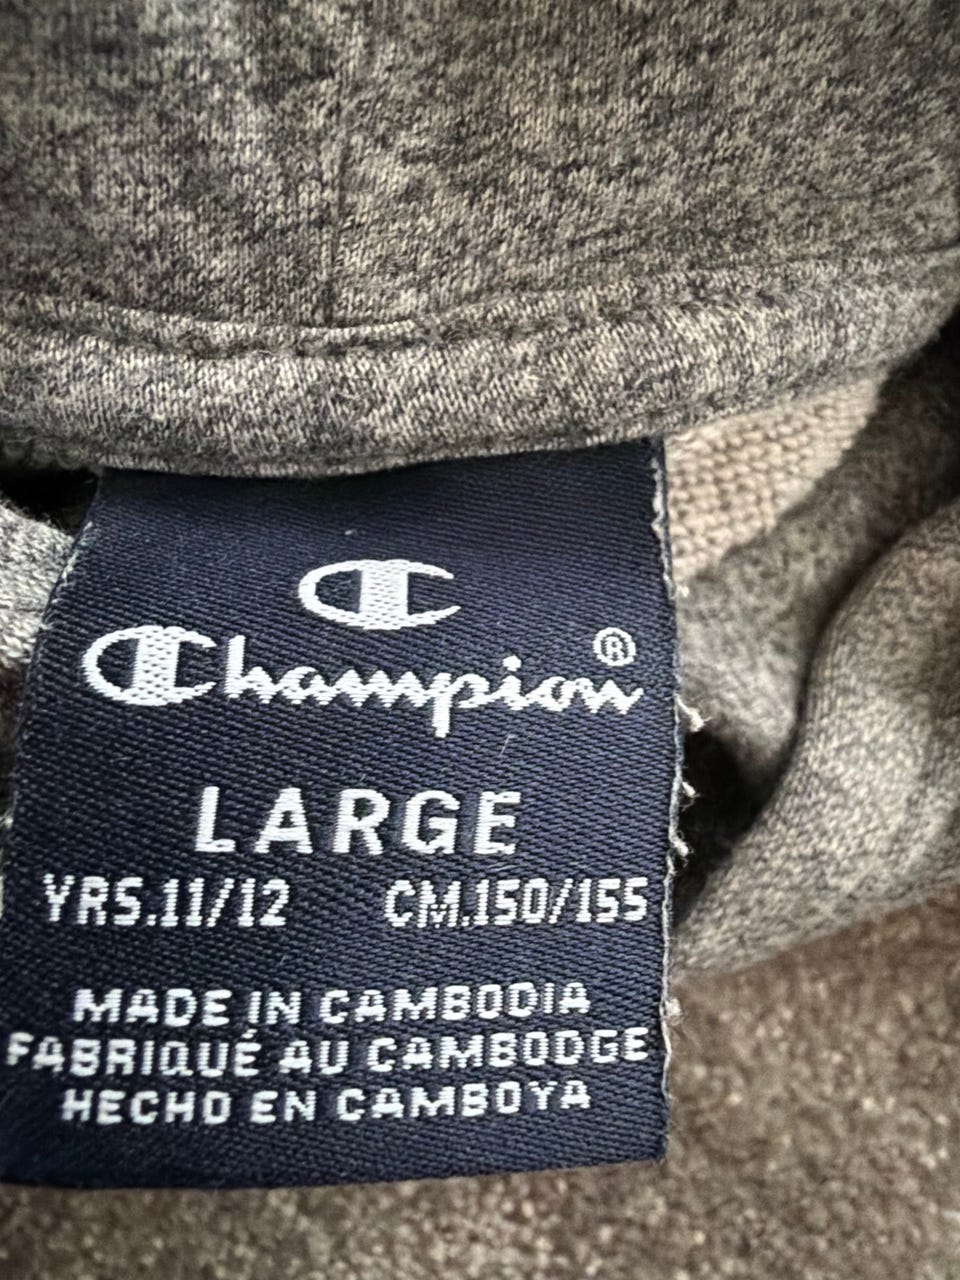 Champion®
LARGE
YRS.11/12 CM.150/155
MADE IN CAMBODIA
FABRIQUÉ AU CAMBODGE
HECHO EN CAMBOYA